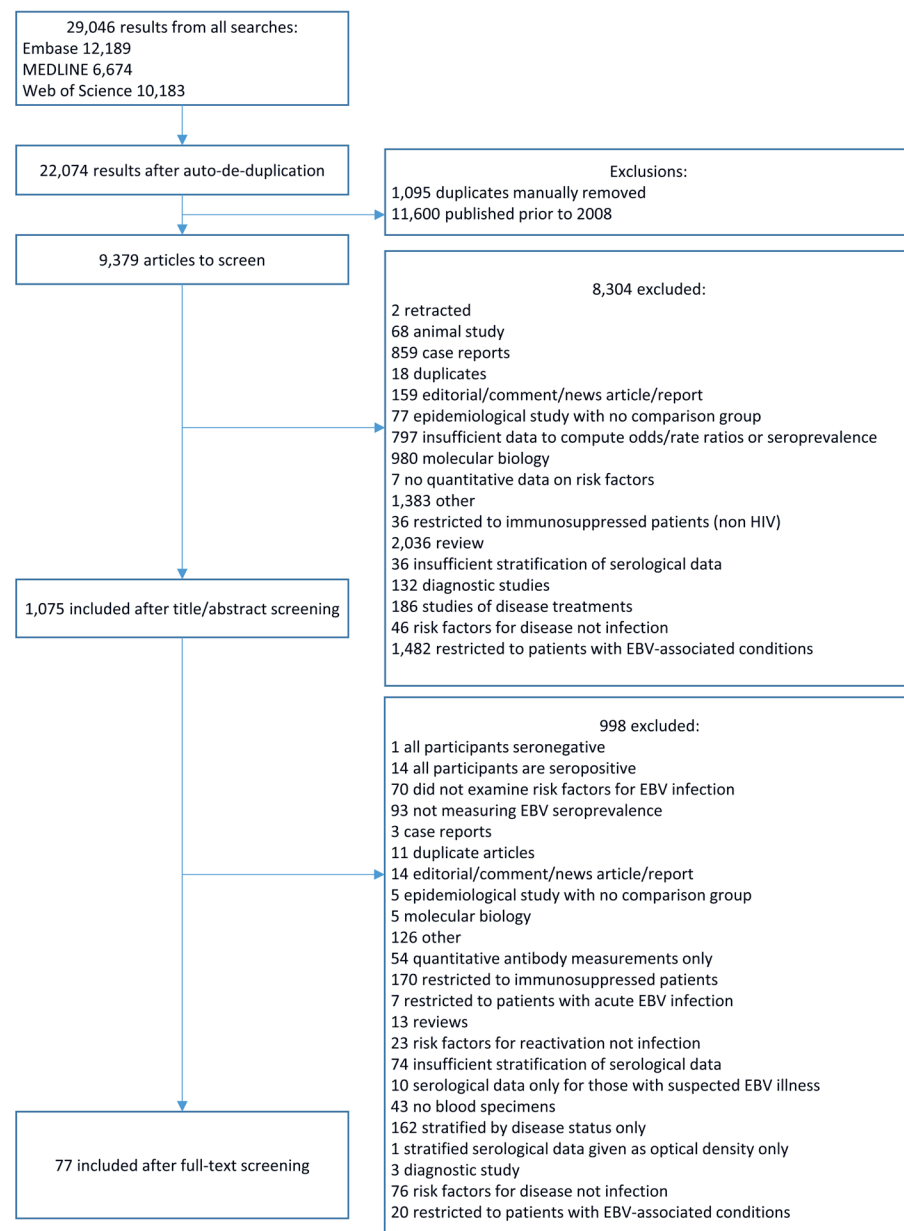 29,046 results from all searches:
Embase 12,189
MEDLINE 6,674
Web of Science 10,183
22,074 results after auto-de-duplication
Exclusions:
1,095 duplicates manually removed
11,600 published prior to 2008
9,379 articles to screen
8,304 excluded:
2 retracted
68 animal study
859 case reports
18 duplicates
159 editorial/comment/news article/report
77 epidemiological study with no comparison group
797 insufficient data to compute odds/rate ratios or seroprevalence
980 molecular biology
7 no quantitative data on risk factors
1,383 other
36 restricted to immunosuppressed patients (non HIV)
2,036 review
36 insufficient stratification of serological data
132 diagnostic studies
186 studies of disease treatments
46 risk factors for disease not infection
1,482 restricted to patients with EBV-associated conditions
1,075 included after title/abstract screening
998 excluded:
1 all participants seronegative
14 all participants are seropositive
70 did not examine risk factors for EBV infection
93 not measuring EBV seroprevalence
3 case reports
11 duplicate articles
14 editorial/comment/news article/report
5 epidemiological study with no comparison group
5 molecular biology
126 other
54 quantitative antibody measurements only
170 restricted to immunosuppressed patients
7 restricted to patients with acute EBV infection
13 reviews
23 risk factors for reactivation not infection
74 insufficient stratification of serological data
10 serological data only for those with suspected EBV illness
43 no blood specimens
162 stratified by disease status only
1 stratified serological data given as optical density only
3 diagnostic study
76 risk factors for disease not infection
20 restricted to patients with EBV-associated conditions
77 included after full-text screening